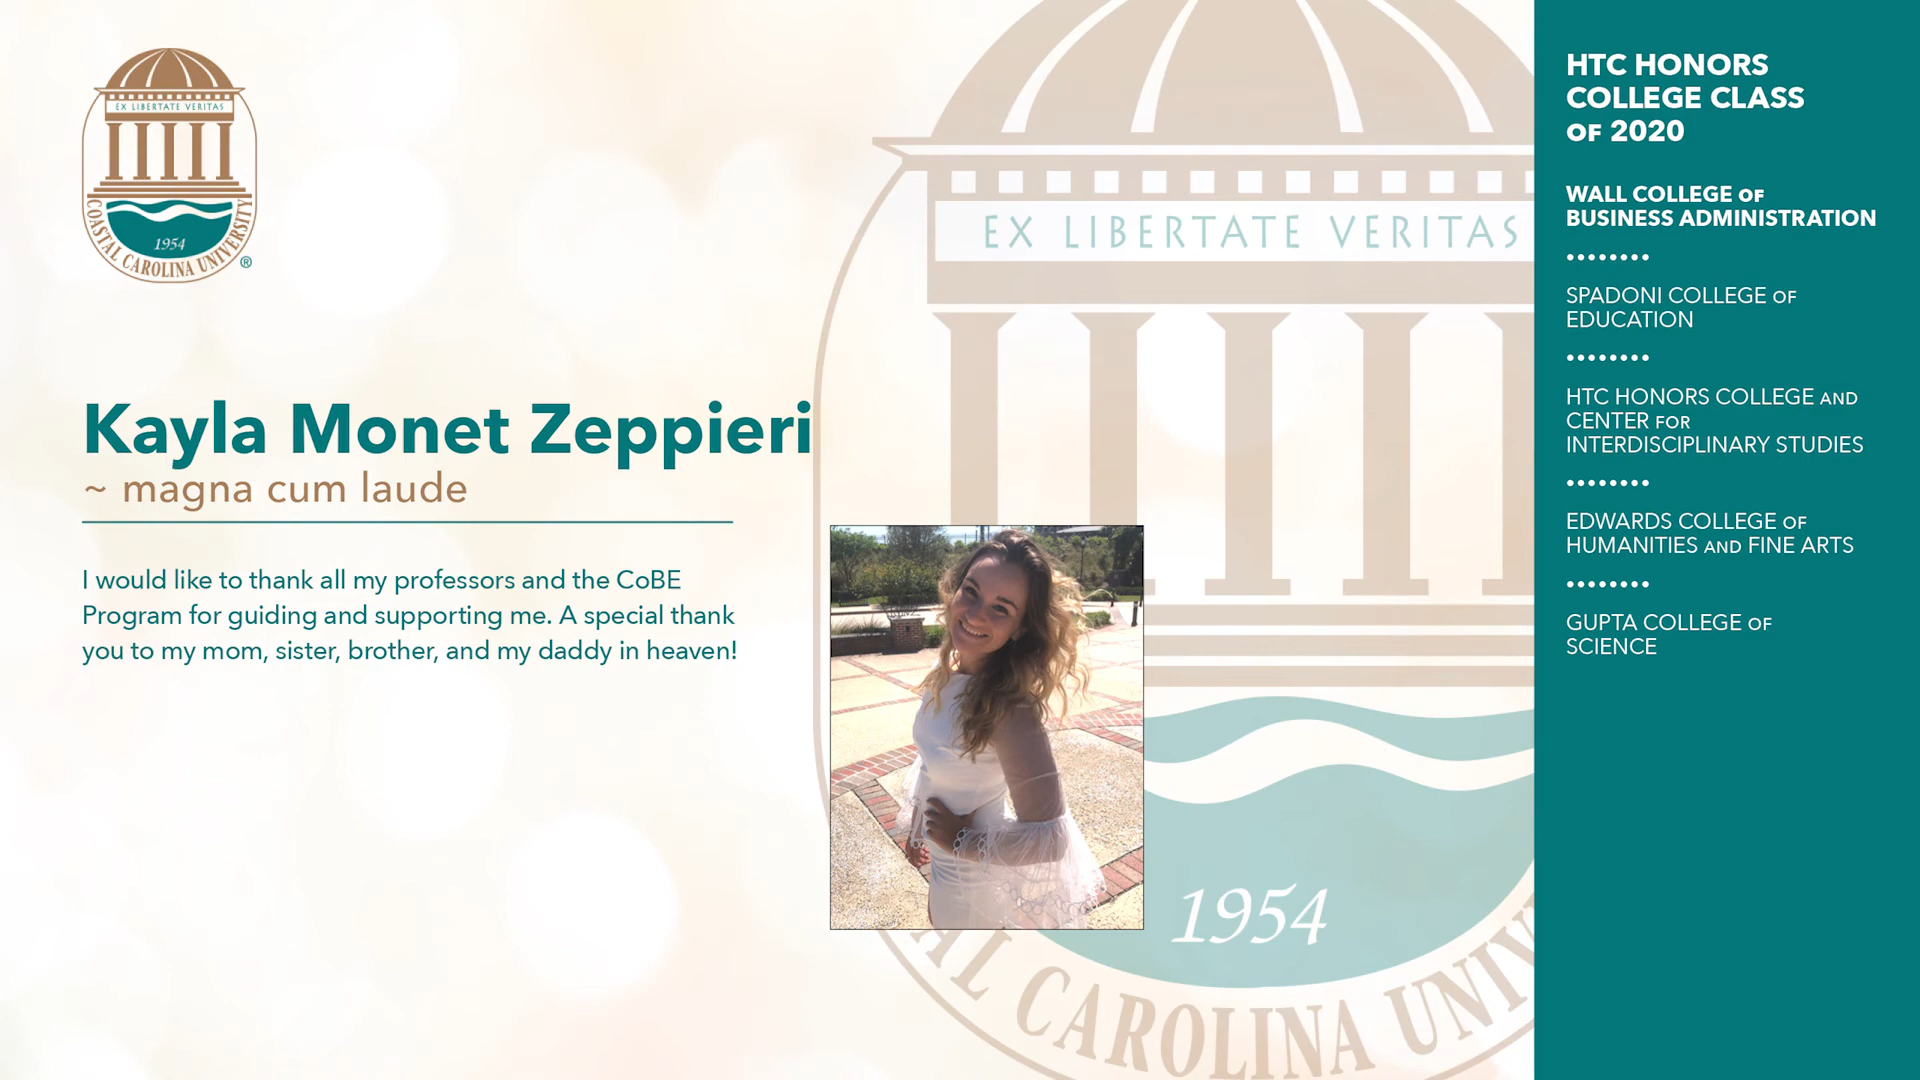 EX LIBERTATE VERITAS
1954
COASTAL CAROLINA UNIVERSITY®
Kayla Monet Zeppieri
~ magna cum laude
I would like to thank all my professors and the CoBE
Program for guiding and supporting me. A special thank
you to my mom, sister, brother, and my daddy in heaven!
EX LIBERTATE VERITAS
1954
AL CAROLINA UNIV
HTC HONORS
COLLEGE CLASS
OF 2020
WALL COLLEGE OF
BUSINESS ADMINISTRATION
SPADONI COLLEGE OF
EDUCATION
HTC HONORS COLLEGE AND
CENTER FOR
INTERDISCIPLINARY STUDIES
EDWARDS COLLEGE OF
HUMANITIES AND FINE ARTS
GUPTA COLLEGE OF
SCIENCE